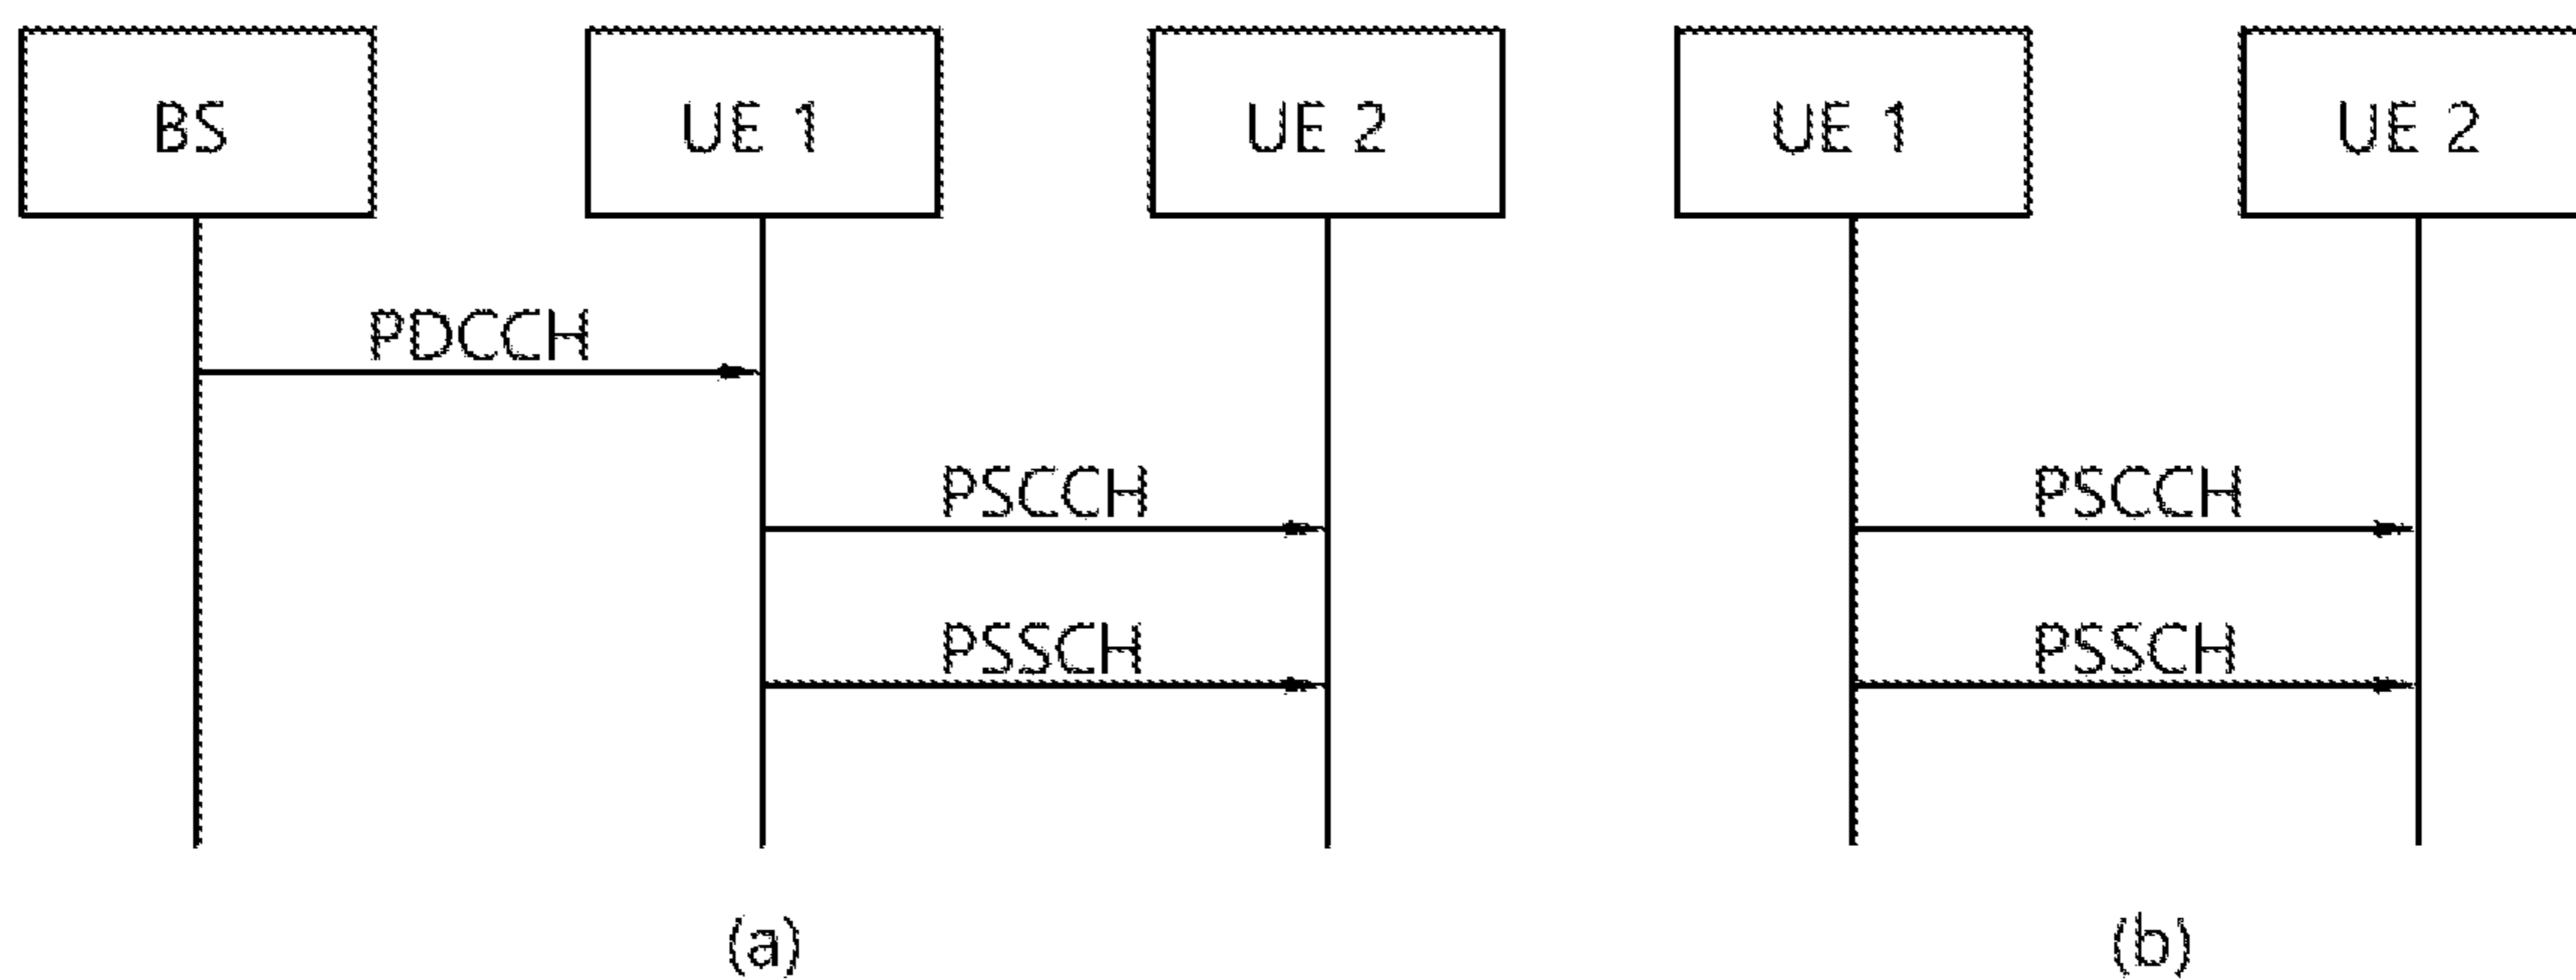 BS UE 1 UE 2 UE 1 UE 2
PDCCH
PSCCH PSCCH
PSSCH PSSCH
(a) (b)